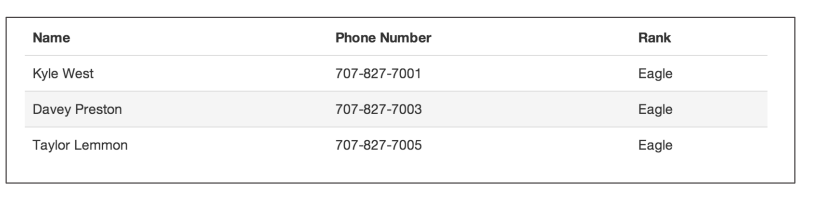 Name Phone Number Rank
Kyle West 707-827-7001 Eagle
Davey Preston 707-827-7003 Eagle
Taylor Lemmon 707-827-7005 Eagle